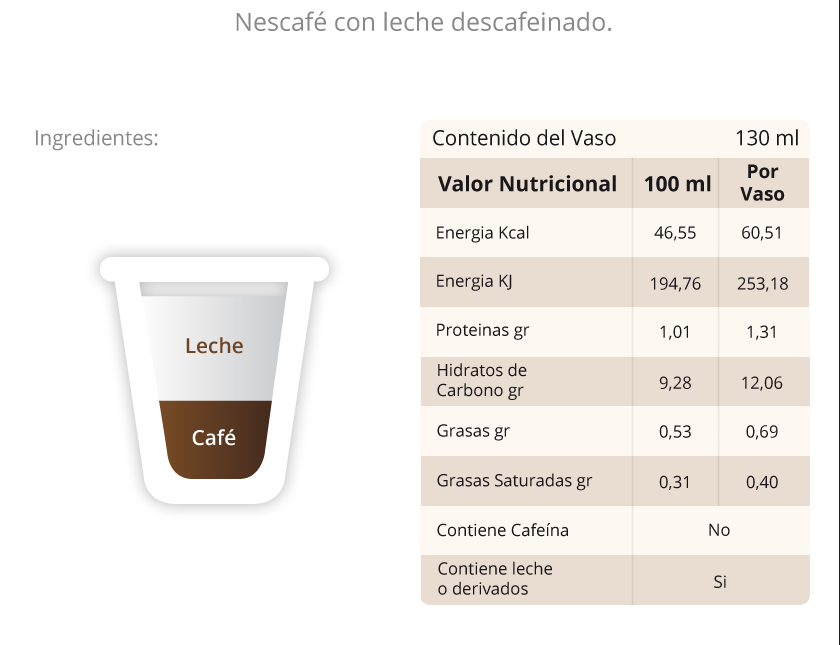 Nescafé con leche descafeinado.
Ingredientes:
Leche
Café
Contenido del Vaso 130 ml
Valor Nutricional 100 ml Por
Vaso
Energia Kcal 46,55 60,51
Energia KJ 194,76 253,18
Proteinas gr 1,01 1,31
Hidratos de
Carbono gr 9,28 12,06
Grasas gr 0,53 0,69
Grasas Saturadas gr 0,31 0,40
Contiene Cafeína No
Contiene leche
o derivados Si